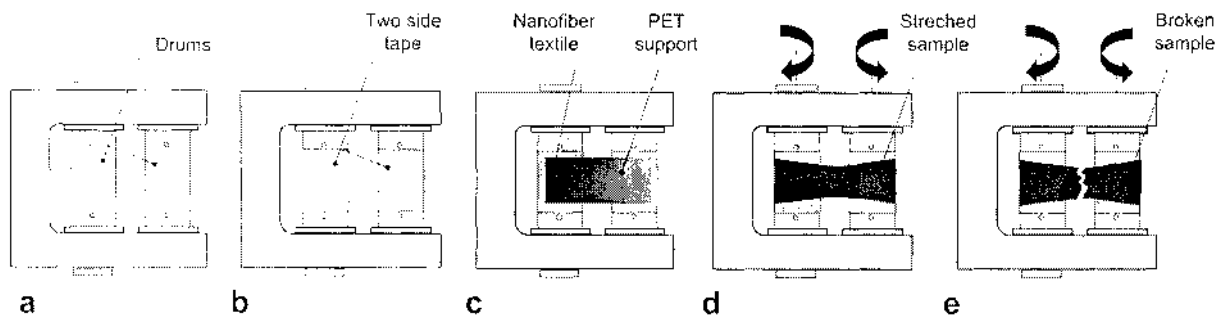 Drums
Two side
tape
Nanofiber
textile
PET
support
Streched
sample
Broken
sample
a
b
c
d
e